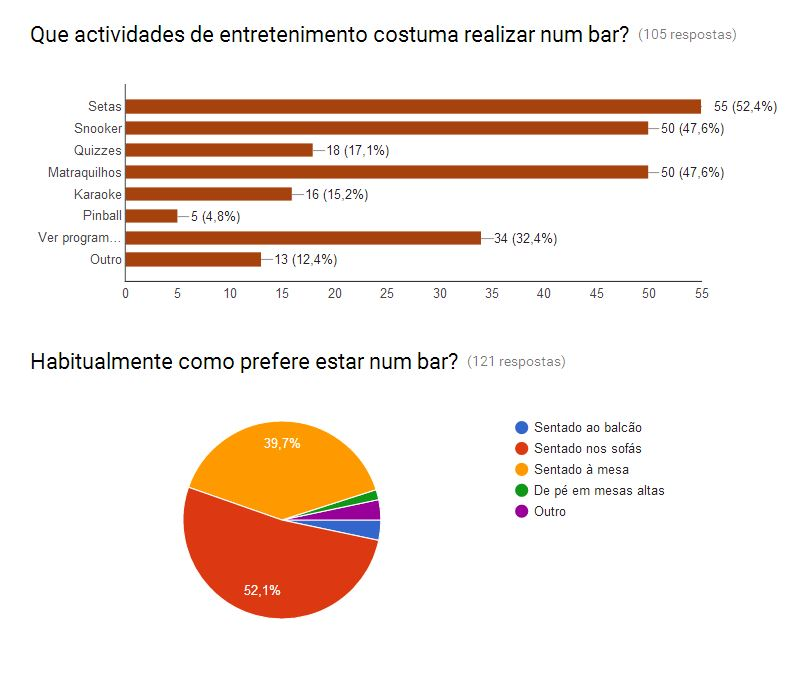 Que actividades de entretenimento costuma realizar num bar? (105 respostas)
Setas 55 (52,4%)
Snooker 50 (47,6%)
Quizzes 18 (17,1%)
Matraquilhos 50 (47,6%)
Karaoke 16 (15,2%)
Pinball 5 (4,8%)
Ver program... 34 (32,4%)
Outro 13 (12,4%)
0 5 10 15 20 25 30 35 40 45 50 55
Habitualmente como prefere estar num bar? (121 respostas)
39,7%
52,1%
Sentado ao balcão
Sentado nos sofás
Sentado à mesa
De pé em mesas altas
Outro